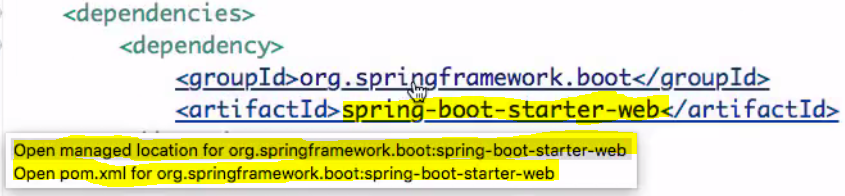 <dependencies>
<dependency>
<groupId>org.springframework.boot</groupId>
<artifactId>spring-boot-starter-web</artifactId>
Open managed location for org.springframework.boot:spring-boot-starter-web
Open pom.xml for org.springframework.boot:spring-boot-starter-web